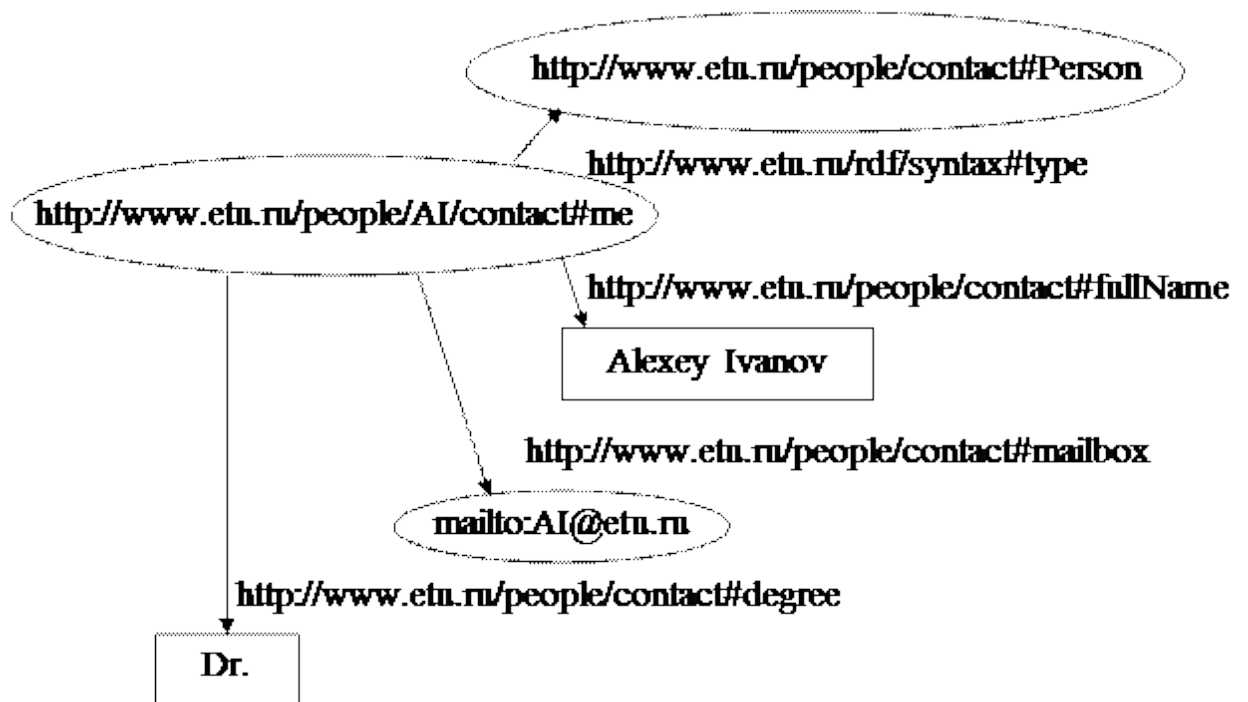 http://www.etu.ru/people/contact#Person
http://www.etu.ru/rdf/syntax#type
http://www.etu.ru/people/AI/contact#me
http://www.etu.ru/people/contact#fullName
Alexey Ivanov
http://www.etu.ru/people/contact#mailbox
mailto:AI@etu.ru
http://www.etu.ru/people/contact#degree
Dr.